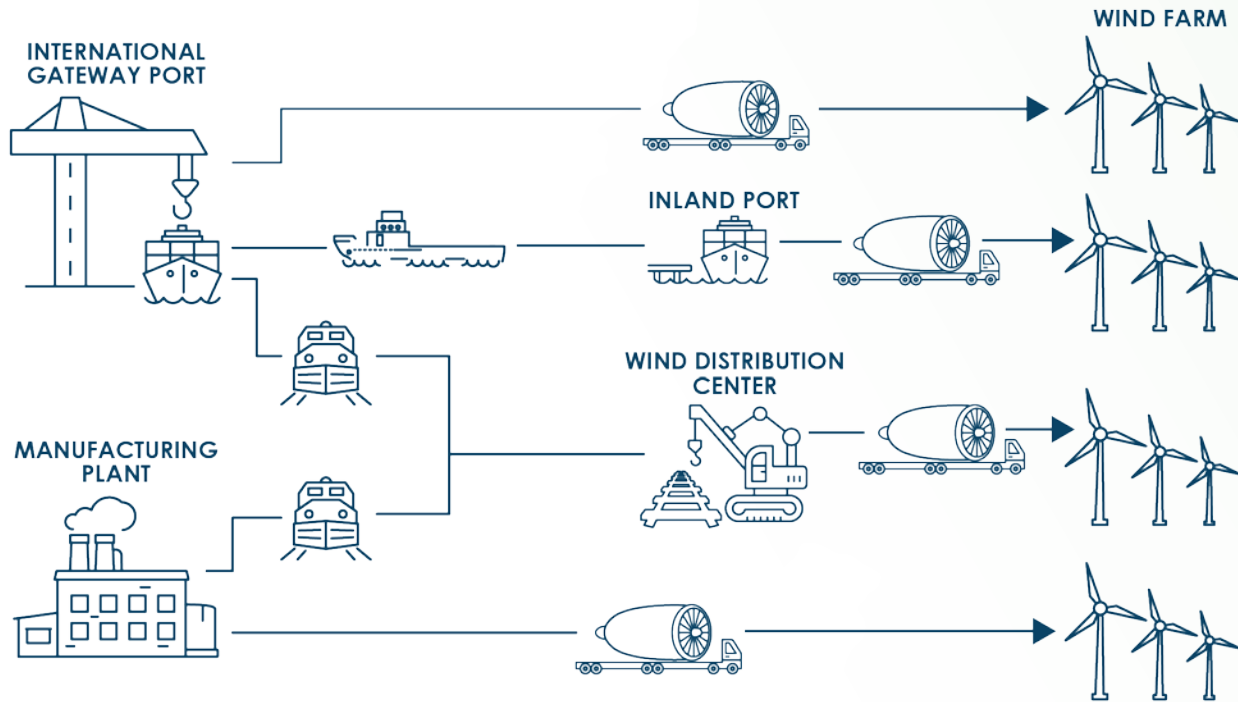 WIND FARM
INTERNATIONAL
GATEWAY PORT
INLAND PORT
WIND DISTRIBUTION
CENTER
MANUFACTURING
PLANT